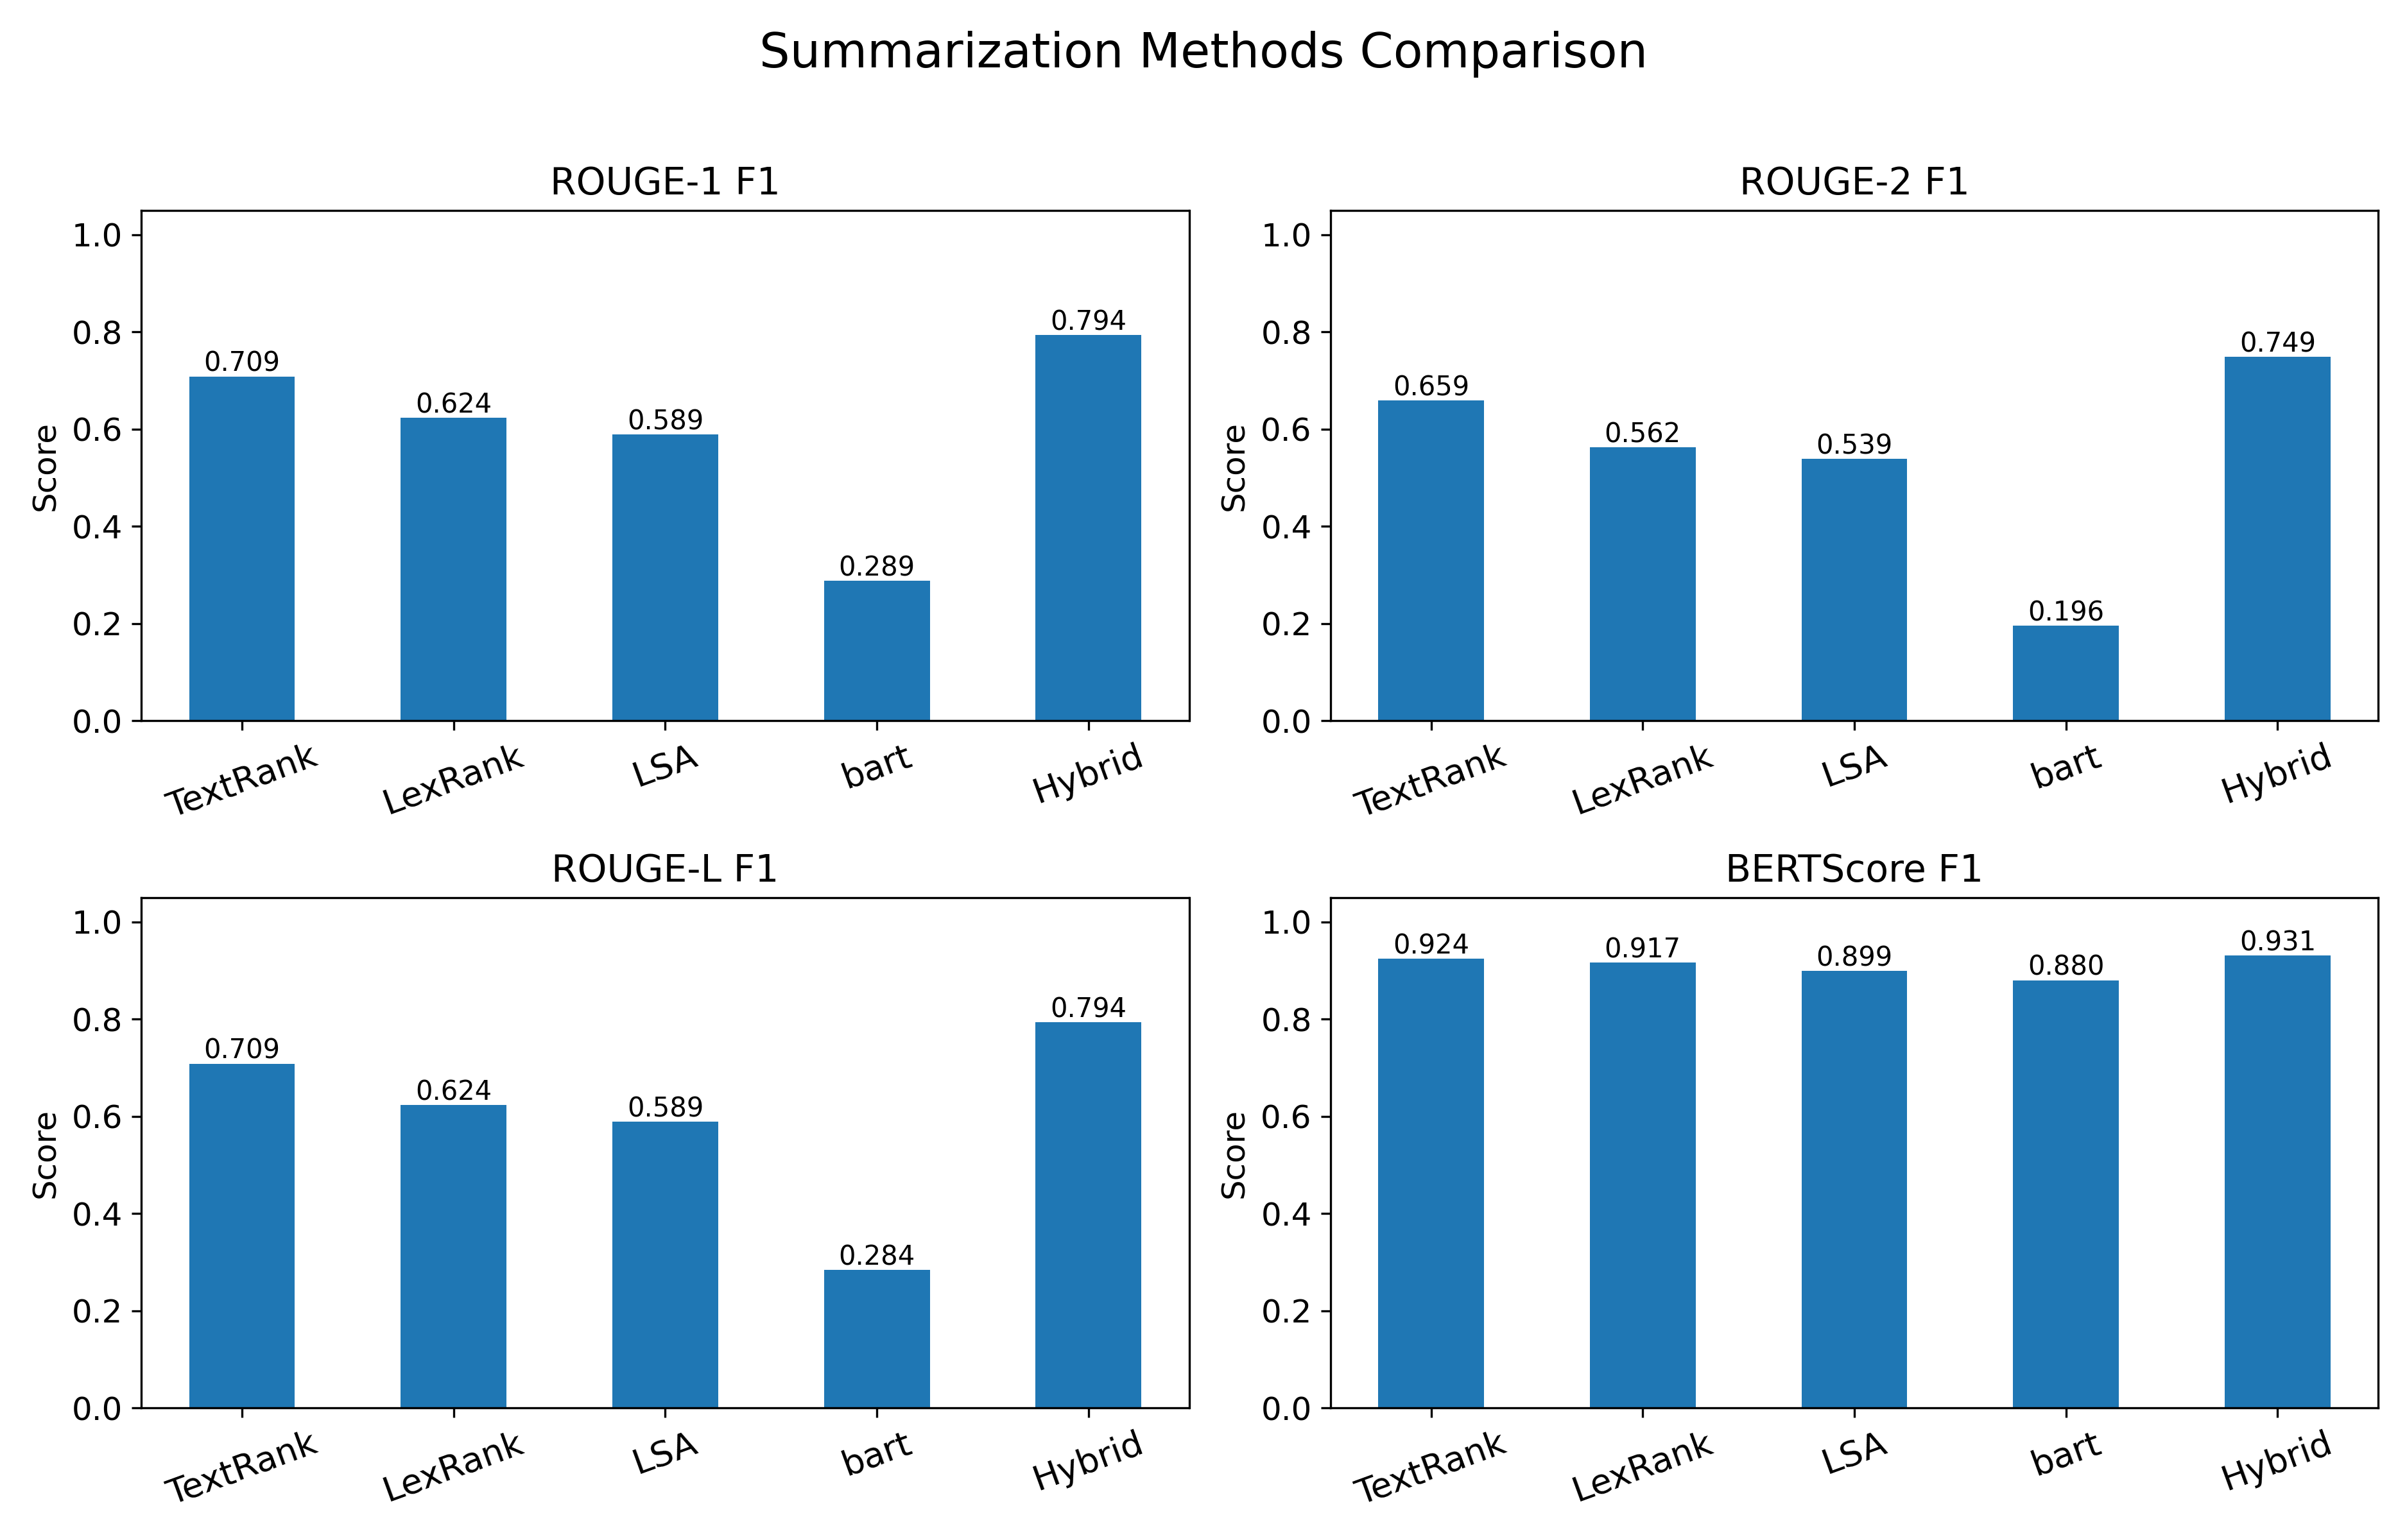 Summarization Methods Comparison
ROUGE-1 F1
Score
1.0
0.8
0.6
0.4
0.2
0.0
0.709
0.624
0.589
0.289
0.794
TextRank
LexRank
LSA
bart
Hybrid
ROUGE-2 F1
Score
1.0
0.8
0.6
0.4
0.2
0.0
0.659
0.562
0.539
0.196
0.749
TextRank
LexRank
LSA
bart
Hybrid
ROUGE-L F1
Score
1.0
0.8
0.6
0.4
0.2
0.0
0.709
0.624
0.589
0.284
0.794
TextRank
LexRank
LSA
bart
Hybrid
BERTScore F1
Score
1.0
0.8
0.6
0.4
0.2
0.0
0.924
0.917
0.899
0.880
0.931
TextRank
LexRank
LSA
bart
Hybrid